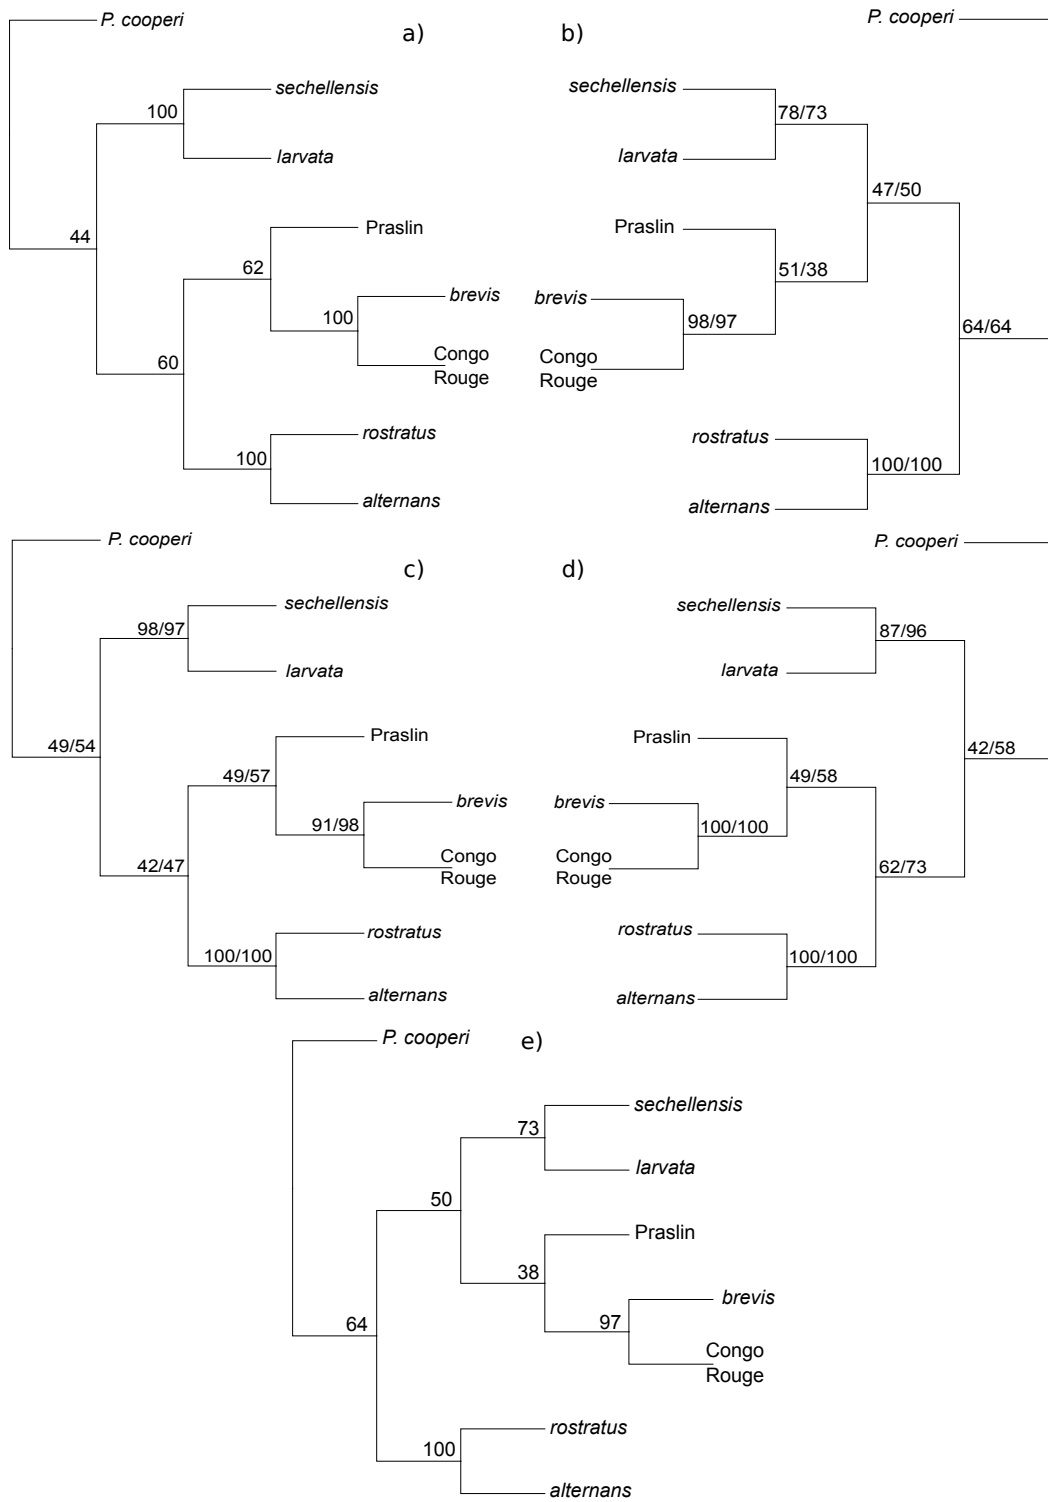 P. cooperi
a)
b)
P. cooperi
sechellensis
100
larvata
Praslin
44
62
brevis
100
Congo
Rouge
60
rostratus
100
alternans
sechellensis
78/73
larvata
47/50
Praslin
51/38
brevis
98/97
64/64
Congo
Rouge
rostratus
100/100
alternans
P. cooperi
c)
d)
P. cooperi
sechellensis
98/97
larvata
Praslin
49/54
49/57
brevis
91/98
Congo
Rouge
42/47
rostratus
100/100
alternans
sechellensis
87/96
larvata
Praslin
42/58
49/58
brevis
100/100
Congo
Rouge
62/73
rostratus
100/100
alternans
P. cooperi
e)
sechellensis
73
larvata
50
Praslin
38
brevis
97
64
Congo
Rouge
rostratus
100
alternans